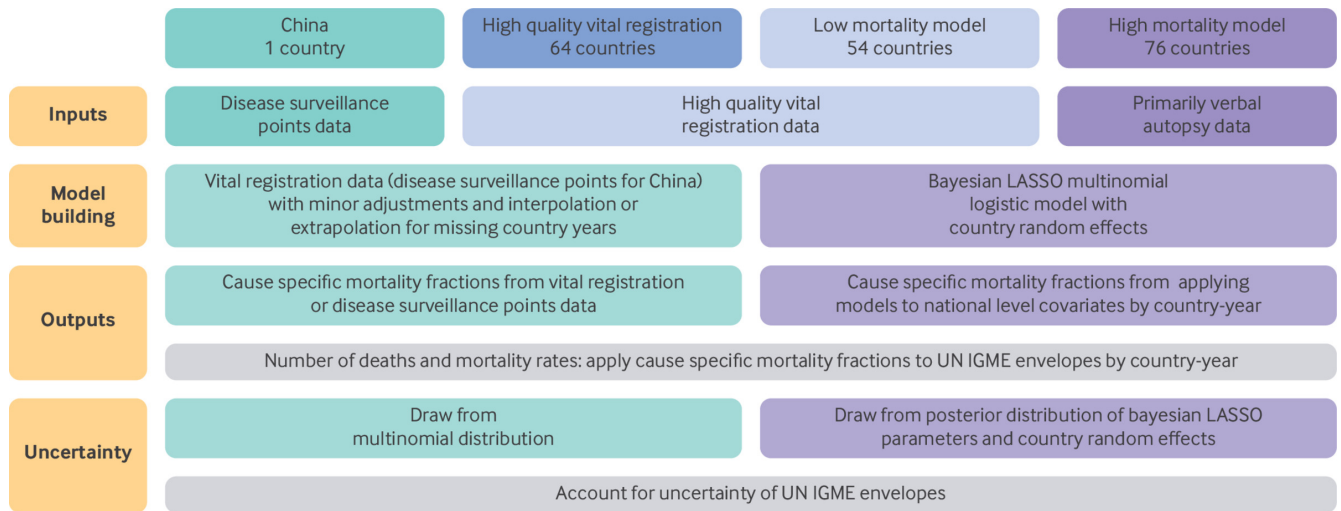 China
1 country
High quality vital registration
64 countries
Low mortality model
54 countries
High mortality model
76 countries
Inputs
Disease surveillance
points data
High quality vital
registration data
Primarily verbal
autopsy data
Model
building
Vital registration data (disease surveillance points for China)
with minor adjustments and interpolation or
extrapolation for missing country years
Bayesian LASSO multinomial
logistic model with
country random effects
Outputs
Cause specific mortality fractions from vital registration
or disease surveillance points data
Cause specific mortality fractions from applying
models to national level covariates by country-year
Number of deaths and mortality rates: apply cause specific mortality fractions to UN IGME envelopes by country-year
Uncertainty
Draw from
multinomial distribution
Draw from posterior distribution of bayesian LASSO
parameters and country random effects
Account for uncertainty of UN IGME envelopes